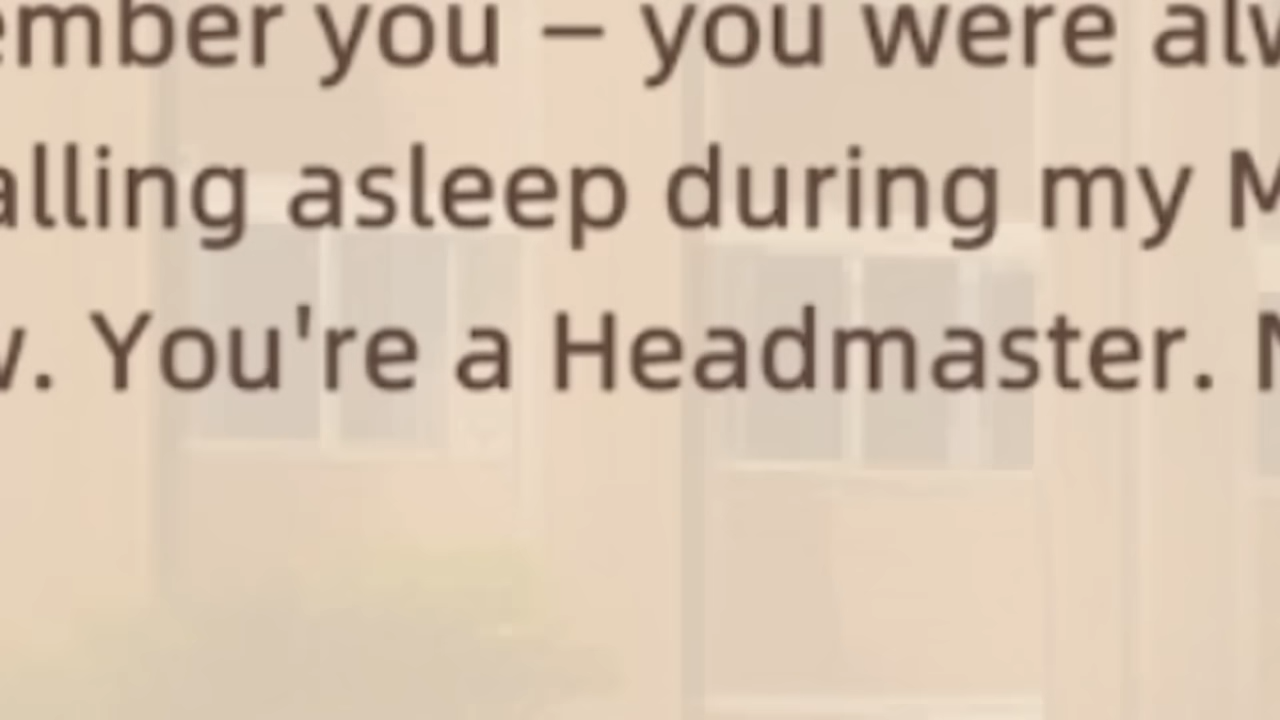 ember you – you were alw
alling asleep during my M
w. You're a Headmaster.